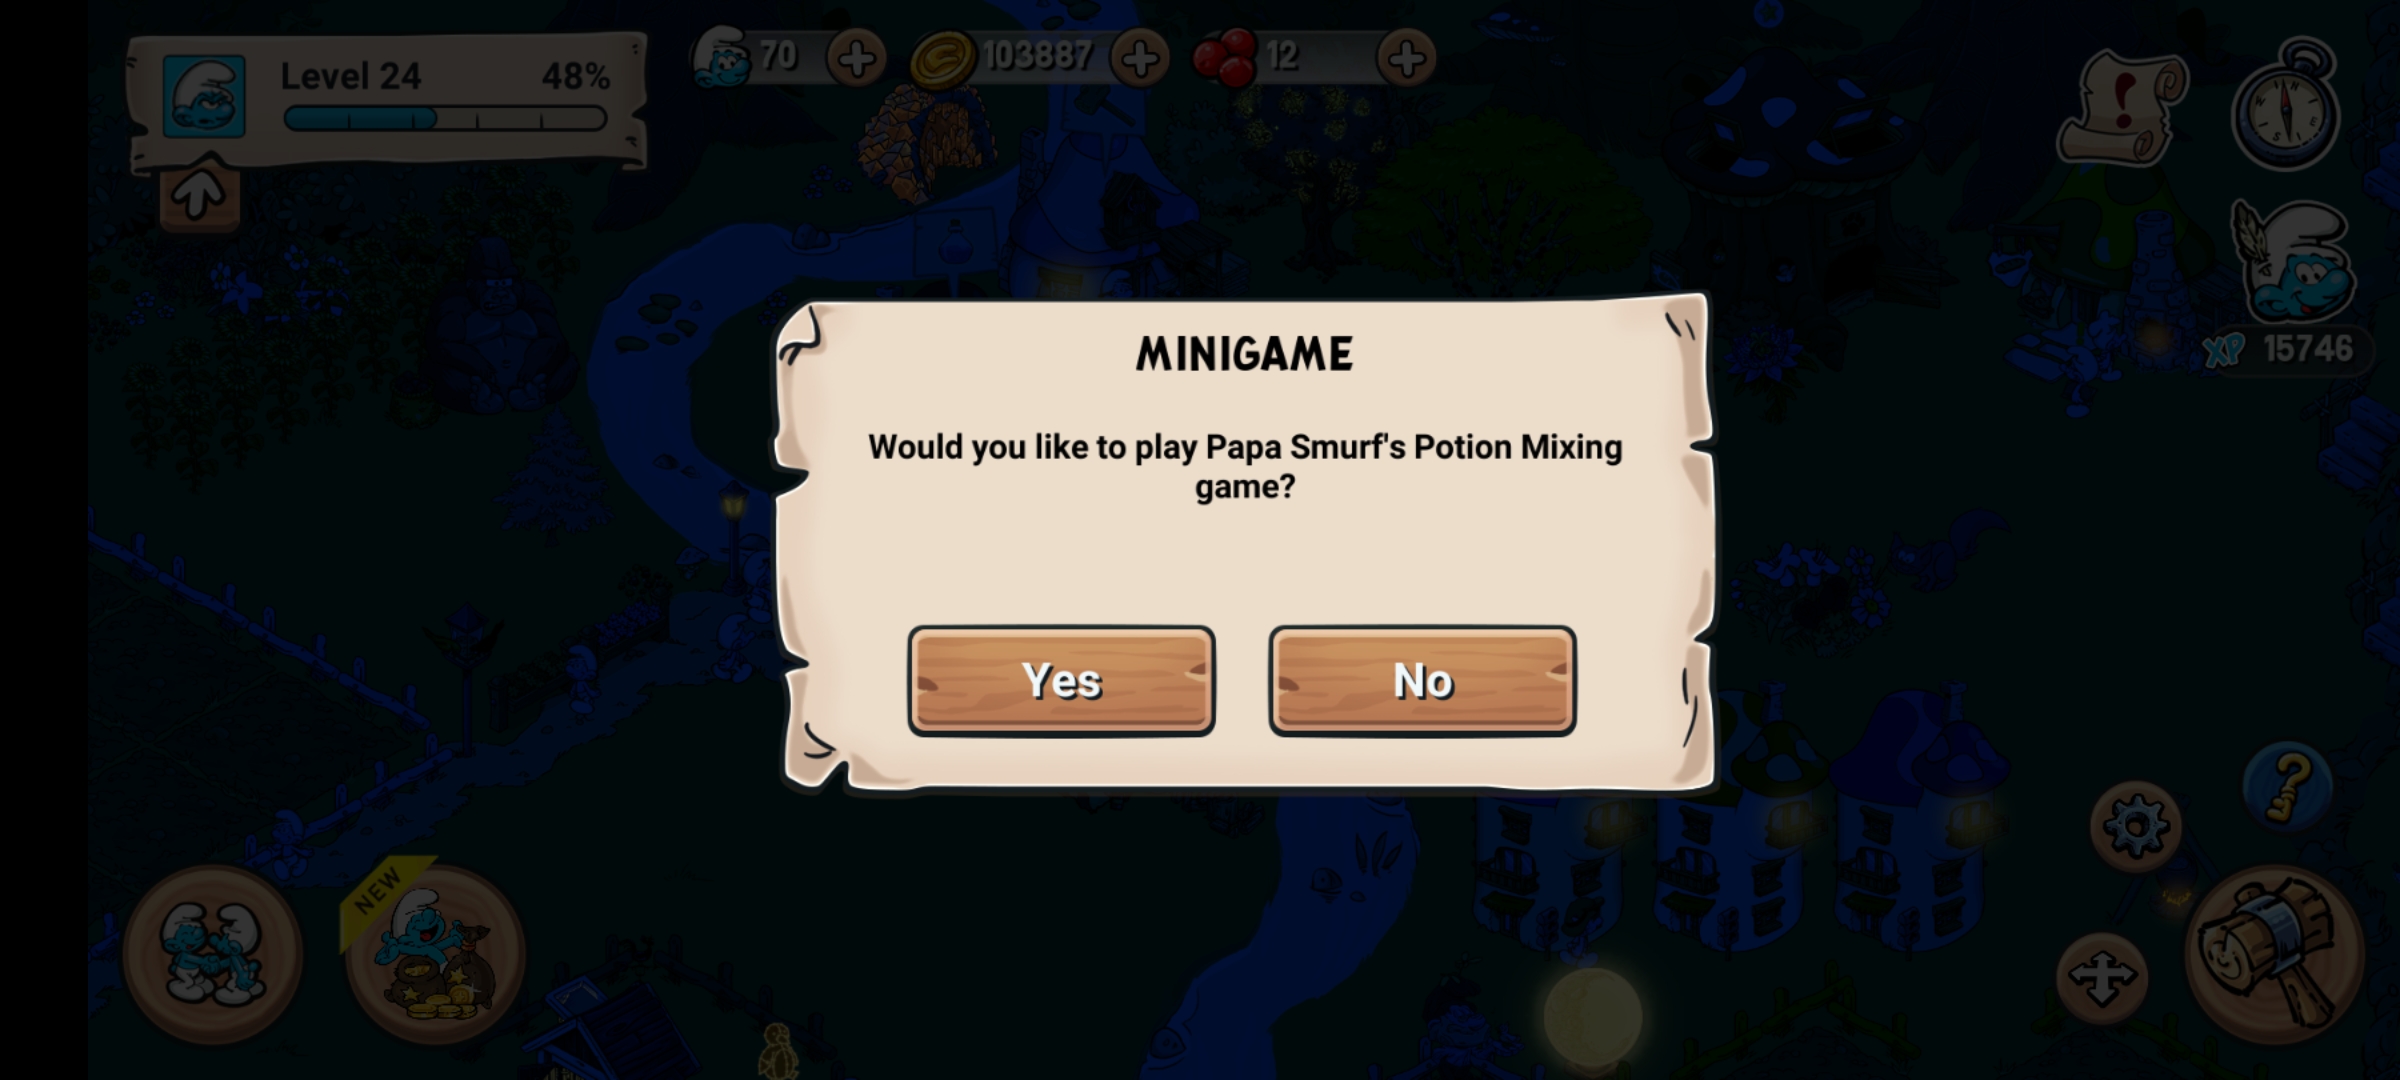 Level 24 48%
70
103887
12
XP 15746
MINIGAME
Would you like to play Papa Smurf's Potion Mixing
game?
Yes
No
NEW